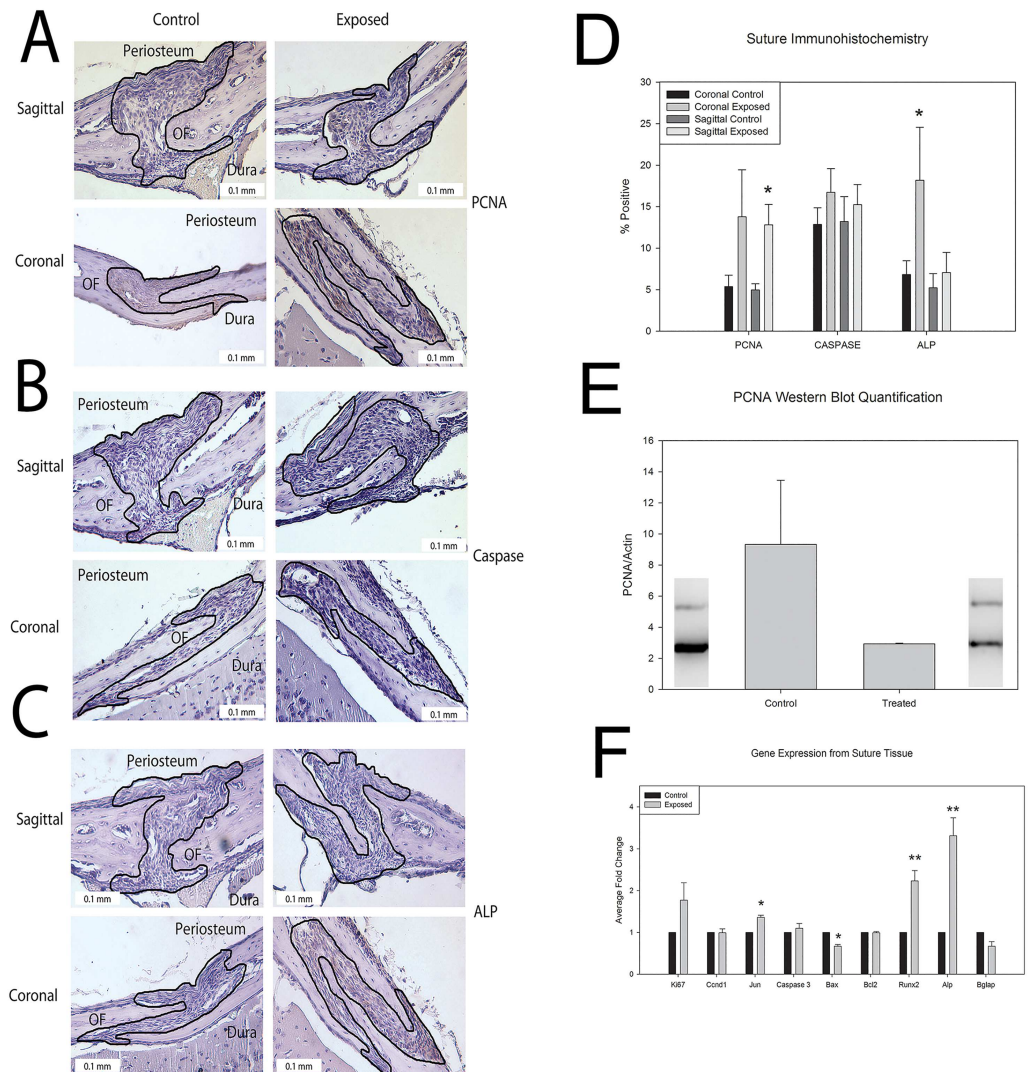 A
Control
Exposed
Periosteum
Sagittal
OF
Dura
0.1 mm
0.1 mm
PCNA
Periosteum
Coronal
OF
Dura
0.1 mm
0.1 mm
B
Periosteum
Sagittal
OF
Dura
0.1 mm
0.1 mm
Caspase
Periosteum
Coronal
OF
Dura
0.1 mm
0.1 mm
C
Periosteum
Sagittal
OF
Dura
0.1 mm
0.1 mm
ALP
Periosteum
Coronal
OF
Dura
0.1 mm
0.1 mm
D
Suture Immunohistochemistry
Coronal Control
Coronal Exposed
Sagittal Control
Sagittal Exposed
% Positive
30
25
20
15
10
5
0
*
*
PCNA CASPASE ALP
E
PCNA Western Blot Quantification
PCNA/Actin
16
14
12
10
8
6
4
2
0
Control Treated
F
Gene Expression from Suture Tissue
Control
Exposed
Average Fold Change
4
3
2
1
0
*
*
**
**
Ki67 Ccnd1 Jun Caspase 3 Bax Bcl2 Runx2 Alp Bglap